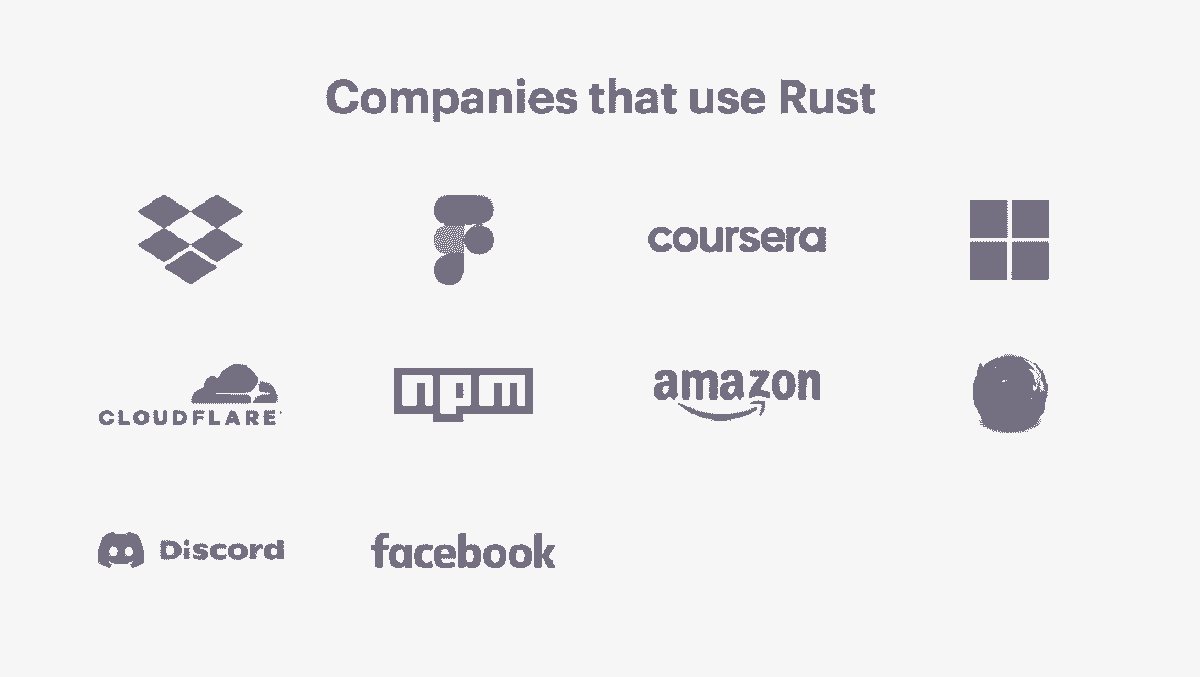 Companies that use Rust
coursera
CLOUDFLARE
npm
amazon
Discord
facebook